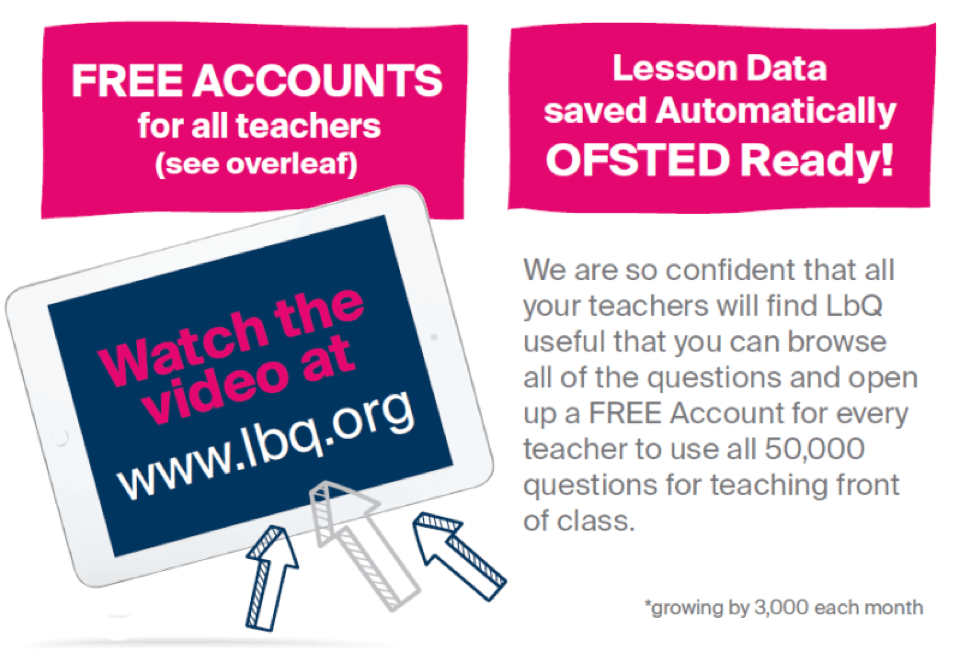 FREE ACCOUNTS
for all teachers
(see overleaf)
Lesson Data
saved Automatically
OFSTED Ready!
Watch the
video at
www.lbq.org
We are so confident that all
your teachers will find LbQ
useful that you can browse
all of the questions and open
up a FREE Account for every
teacher to use all 50,000
questions for teaching front
of class.
*growing by 3,000 each month